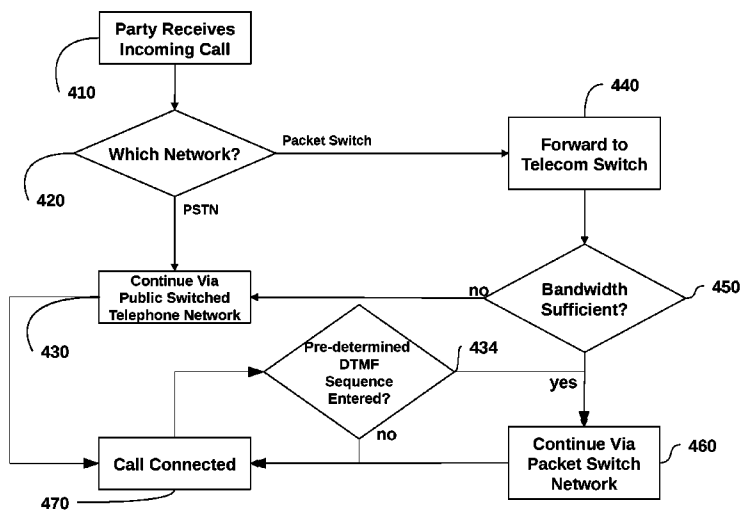 Party Receives
Incoming Call
410
440
Which Network?
Packet Switch
Forward to
Telecom Switch
420
PSTN
Continue Via
Public Switched
Telephone Network
no
Bandwidth
Sufficient?
450
430
Pre-determined
DTMF
Sequence
Entered?
434
yes
no
Call Connected
Continue Via
Packet Switch
Network
460
470